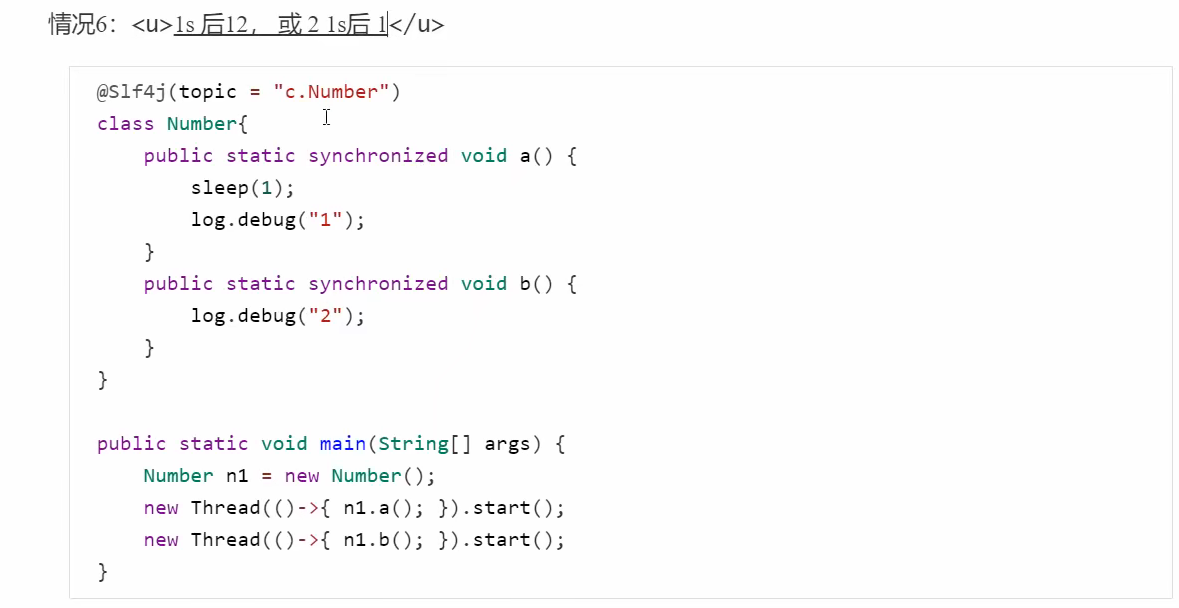 情况6：<u>1s 后12， 或 2 1s后 1</u>
@Slf4j(topic = "c.Number")
class Number{
    public static synchronized void a() {
        sleep(1);
        log.debug("1");
    }
    public static synchronized void b() {
        log.debug("2");
    }
}

public static void main(String[] args) {
    Number n1 = new Number();
    new Thread(()->{ n1.a(); }).start();
    new Thread(()->{ n1.b(); }).start();
}